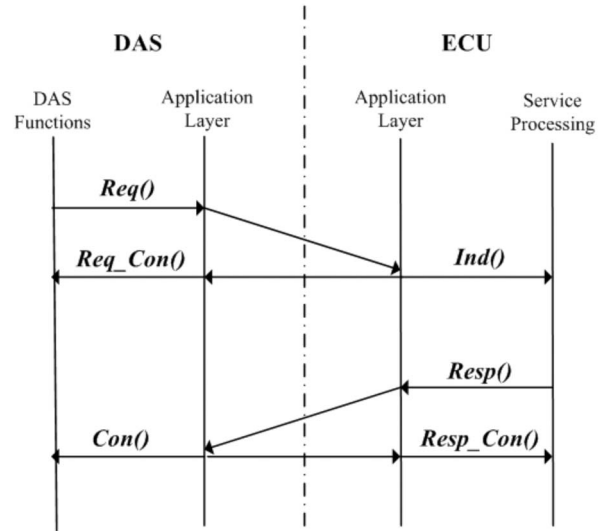 DAS
ECU
DAS
Functions
Application
Layer
Application
Layer
Service
Processing
Req()
Req_Con()
Ind()
Resp()
Con()
Resp_Con()